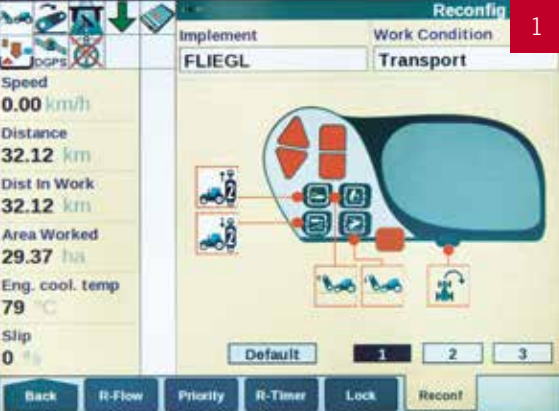 Reconfig
1
Implement
Work Condition
FLIEGL
Transport
DGPS
Speed
0.00 km/h
Distance
32.12 km
Dist In Work
32.12 km
Area Worked
29.37 ha
Eng. cool. temp
79 °C
Slip
0 %
2
2
Default
1
2
3
Back
R-Flow
Priority
R-Timer
Lock
Reconf